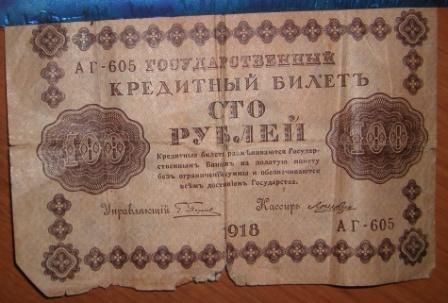 АГ-605 ГОСУДАРСТВЕННЫЙ
КРЕДИТНЫЙ БИЛЕТЪ
СТО
РУБЛЕЙ
100 100
Кредитные билеты размѣниваются Государ-
ственнымъ Банкомъ на золотую монету
безъ ограниченія суммы и обезпечиваются
всѣмъ достояніемъ Государства.
Управляющій Кассиръ
1918 АГ-605